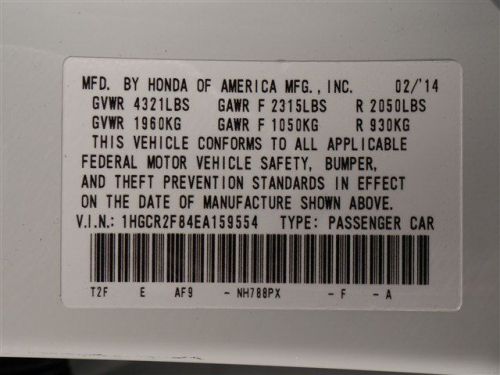 MFD. BY HONDA OF AMERICA MFG., INC. 02/'14
GVWR 4321LBS GAWR F 2315LBS R 2050LBS
GVWR 1960KG GAWR F 1050KG R 930KG
THIS VEHICLE CONFORMS TO ALL APPLICABLE
FEDERAL MOTOR VEHICLE SAFETY, BUMPER,
AND THEFT PREVENTION STANDARDS IN EFFECT
ON THE DATE OF MANUFACTURE SHOWN ABOVE.
V.I.N.: 1HGCR2F84EA159554 TYPE: PASSENGER CAR
T2F E AF9 - NH788PX - F - A